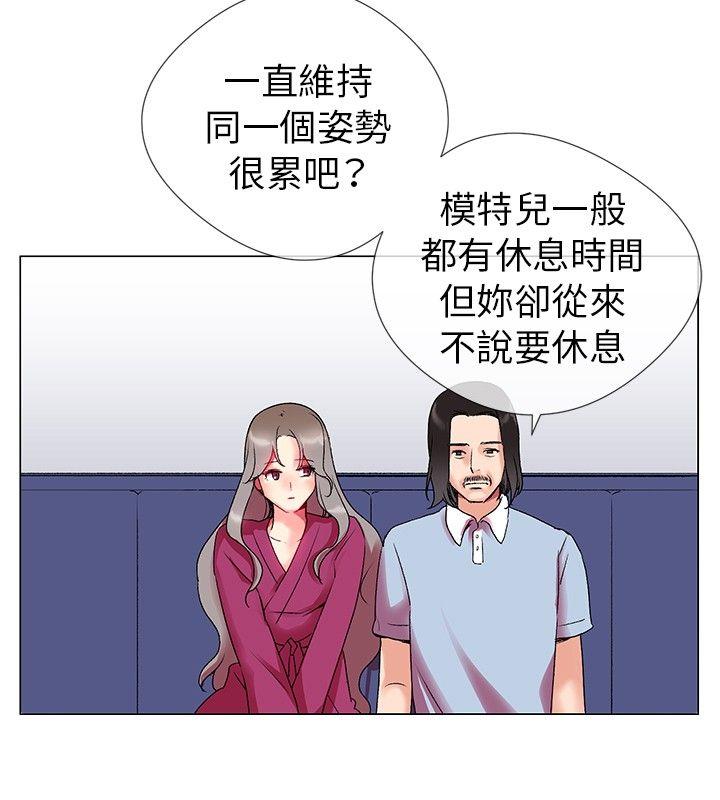 一直維持
同一個姿勢
很累吧？
模特兒一般
都有休息時間
但妳卻從來
不說要休息